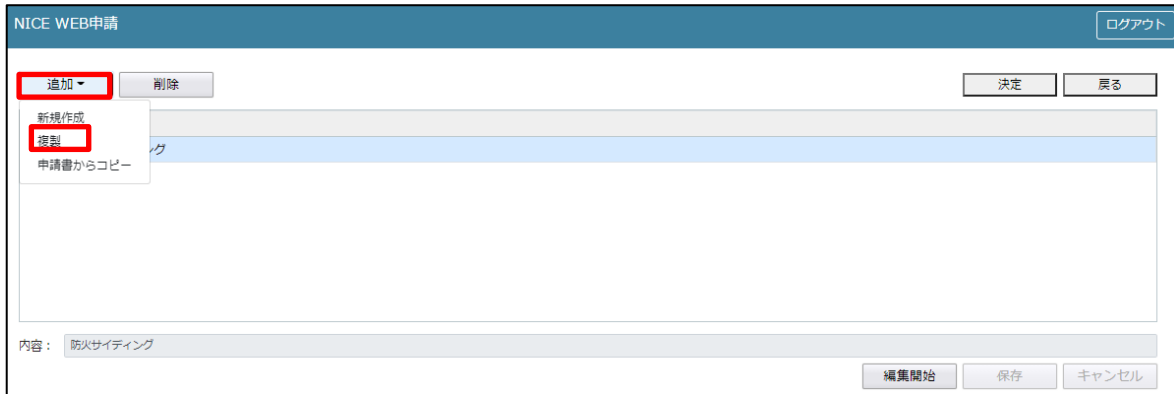 NICE WEB申請 ログアウト
追加 削除 決定 戻る
新規作成
複製
ング
申請書からコピー
内容： 防火サイディング
編集開始 保存 キャンセル